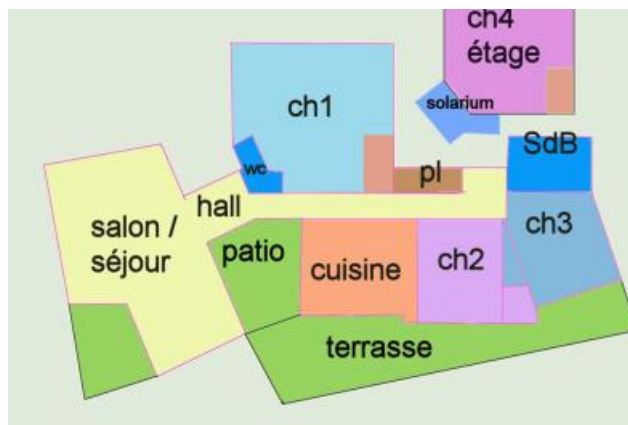 ch4
étage
solarium
ch1
SdB
wc
pl
hall
salon /
séjour
ch3
patio
cuisine
ch2
terrasse